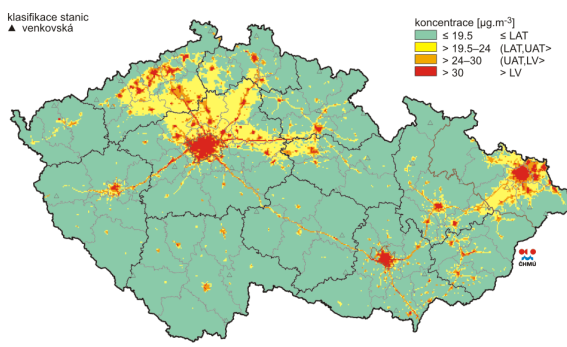 klasifikace stanic
▲ venkovská
koncentrace [µg.m⁻³]
≤ 19.5 ≤ LAT
> 19.5–24 (LAT,UAT>
> 24–30 (UAT,LV>
> 30 > LV
ČHMÚ